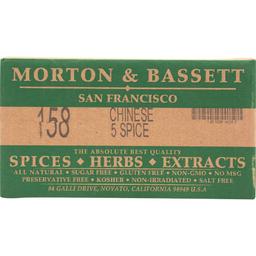 MORTON & BASSETT
SAN FRANCISCO
158
CHINESE
5 SPICE
THE ABSOLUTE BEST QUALITY
SPICES • HERBS • EXTRACTS
ALL NATURAL • SUGAR FREE • GLUTEN FREE • NON-GMO • NO MSG
PRESERVATIVE FREE • KOSHER • NON-IRRADIATED • SALT FREE
84 GALLI DRIVE, NOVATO, CALIFORNIA 94949 U.S.A